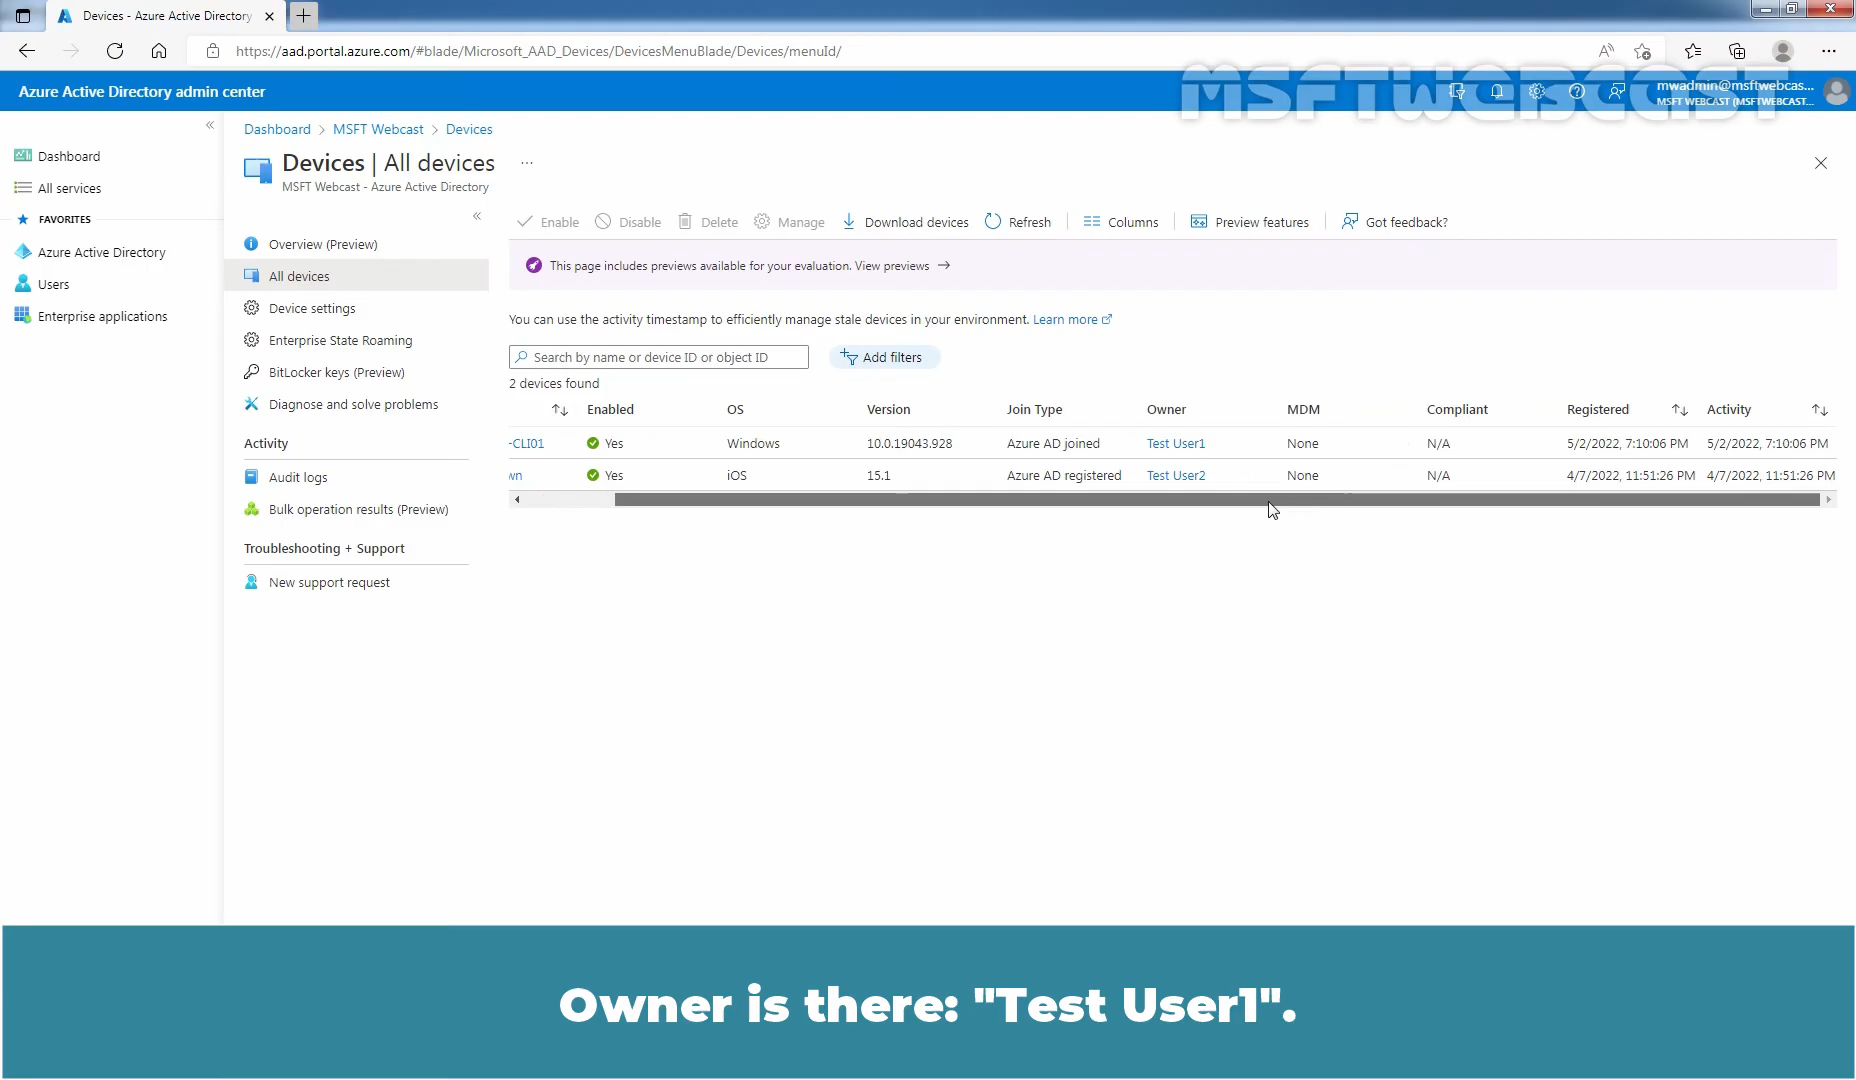 Devices - Azure Active Directory
https://aad.portal.azure.com/#blade/Microsoft_AAD_Devices/DevicesMenuBlade/Devices/menuId/
MSFTWEBCAST
Azure Active Directory admin center
mwadmin@msftwebcas...
MSFT WEBCAST (MSFTWEBCAST...
Dashboard
All services
FAVORITES
Azure Active Directory
Users
Enterprise applications
Dashboard > MSFT Webcast > Devices
Devices | All devices ...
MSFT Webcast - Azure Active Directory
Overview (Preview)
All devices
Device settings
Enterprise State Roaming
BitLocker keys (Preview)
Diagnose and solve problems
Activity
Audit logs
Bulk operation results (Preview)
Troubleshooting + Support
New support request
Enable Disable Delete Manage Download devices Refresh Columns Preview features Got feedback?
This page includes previews available for your evaluation. View previews →
You can use the activity timestamp to efficiently manage stale devices in your environment. Learn more
Search by name or device ID or object ID Add filters
2 devices found
Enabled OS Version Join Type Owner MDM Compliant Registered Activity
-CLI01 Yes Windows 10.0.19043.928 Azure AD joined Test User1 None N/A 5/2/2022, 7:10:06 PM 5/2/2022, 7:10:06 PM
wn Yes iOS 15.1 Azure AD registered Test User2 None N/A 4/7/2022, 11:51:26 PM 4/7/2022, 11:51:26 PM
Owner is there: "Test User1".